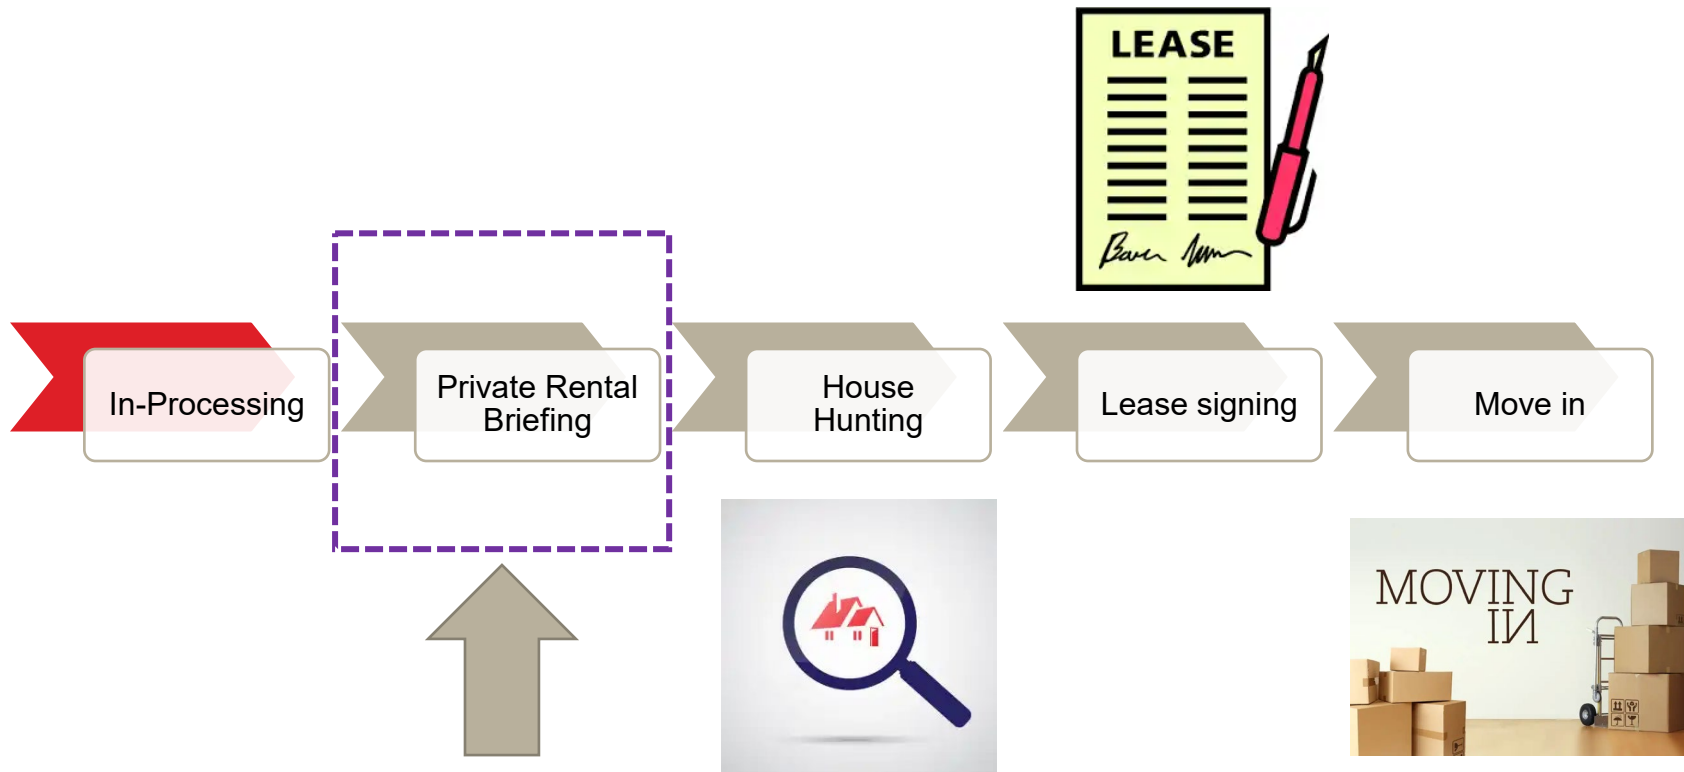 LEASE
In-Processing
Private Rental
Briefing
House
Hunting
Lease signing
Move in
MOVING
IN